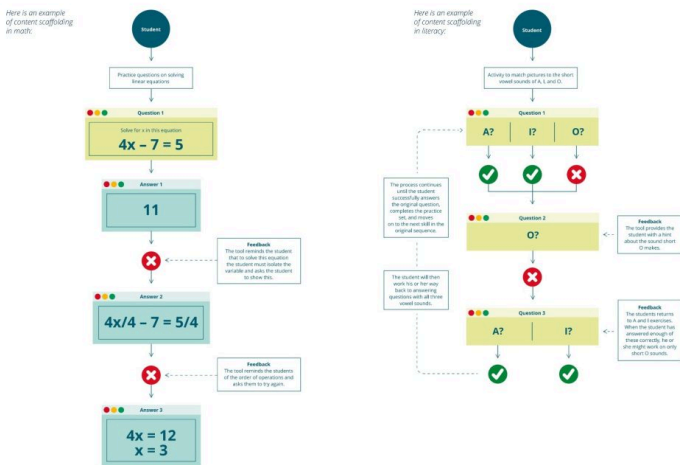 Here is an example
of content scaffolding
in math:
Student
Practice questions on solving
linear equations
Question 1
Solve for x in this equation
4x – 7 = 5
Answer 1
11
Feedback
The tool reminds the student
that to solve this equation
the student must isolate the
variable and asks the student
to show this.
Answer 2
4x/4 – 7 = 5/4
Feedback
The tool reminds the students
of the order of operations and
asks them to try again.
Answer 3
4x = 12
x = 3
Here is an example
of content scaffolding
in literacy:
Student
Activity to match pictures to the short
vowel sounds of A, I, and O.
Question 1
A? I? O?
The process continues
until the student
successfully answers
the original question,
completes the practice
set, and moves
on to the next skill in the
original sequence.
Question 2
O?
Feedback
The tool provides the
student with a hint
about the sound short
O makes.
The student will then
work his or her way
back to answering
questions with all three
vowel sounds.
Question 3
A? I?
Feedback
The students returns
to A and I exercises.
When the student has
answered enough of
these correctly, he or
she might work on only
short O sounds.